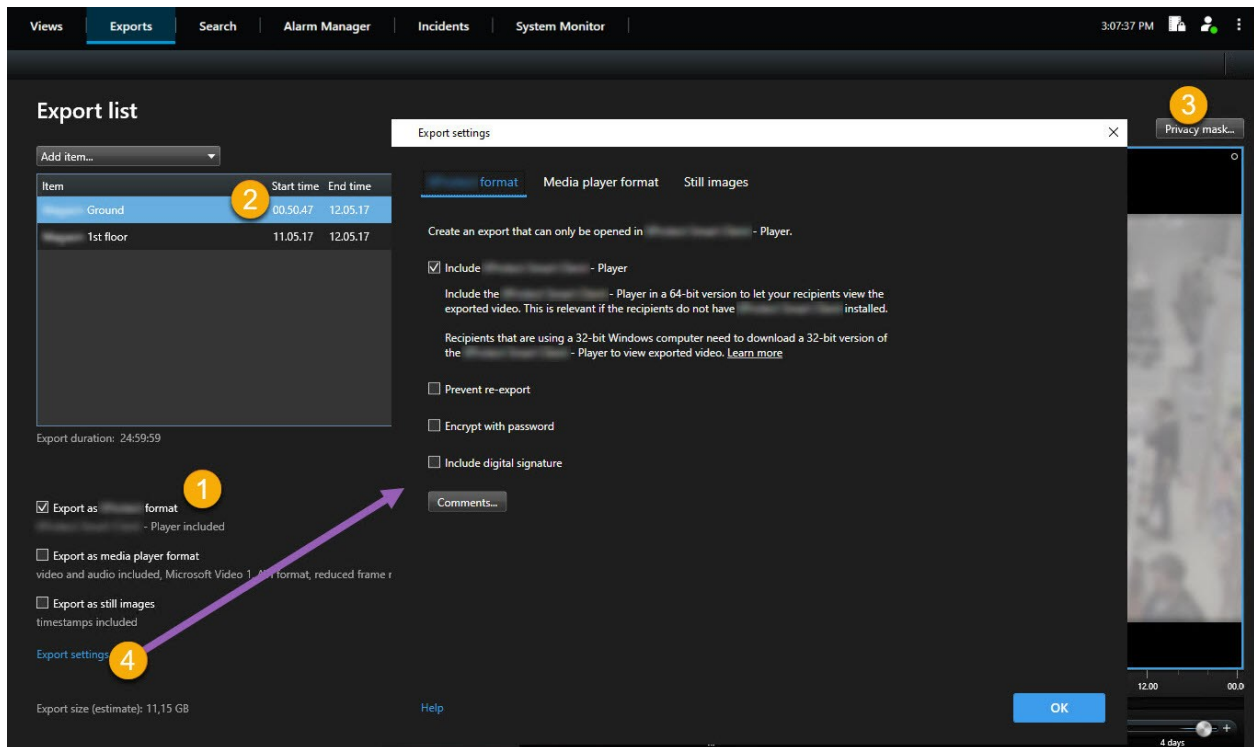 Views Exports Search Alarm Manager Incidents System Monitor 3:07:37 PM
Export list
3
Privacy mask...
Export settings
Add item...
Item Start time End time
2
Ground 00.50.47 12.05.17
1st floor 11.05.17 12.05.17
Export duration: 24:59:59
1
Export as format
- Player included
Export as media player format
video and audio included, Microsoft Video 1, format, reduced frame r
Export as still images
timestamps included
Export settings
4
Export size (estimate): 11,15 GB
format Media player format Still images
Create an export that can only be opened in - Player.
Include - Player
Include the - Player in a 64-bit version to let your recipients view the
exported video. This is relevant if the recipients do not have installed.
Recipients that are using a 32-bit Windows computer need to download a 32-bit version of
the - Player to view exported video. Learn more
Prevent re-export
Encrypt with password
Include digital signature
Comments...
Help
OK
12.00 00.0
4 days